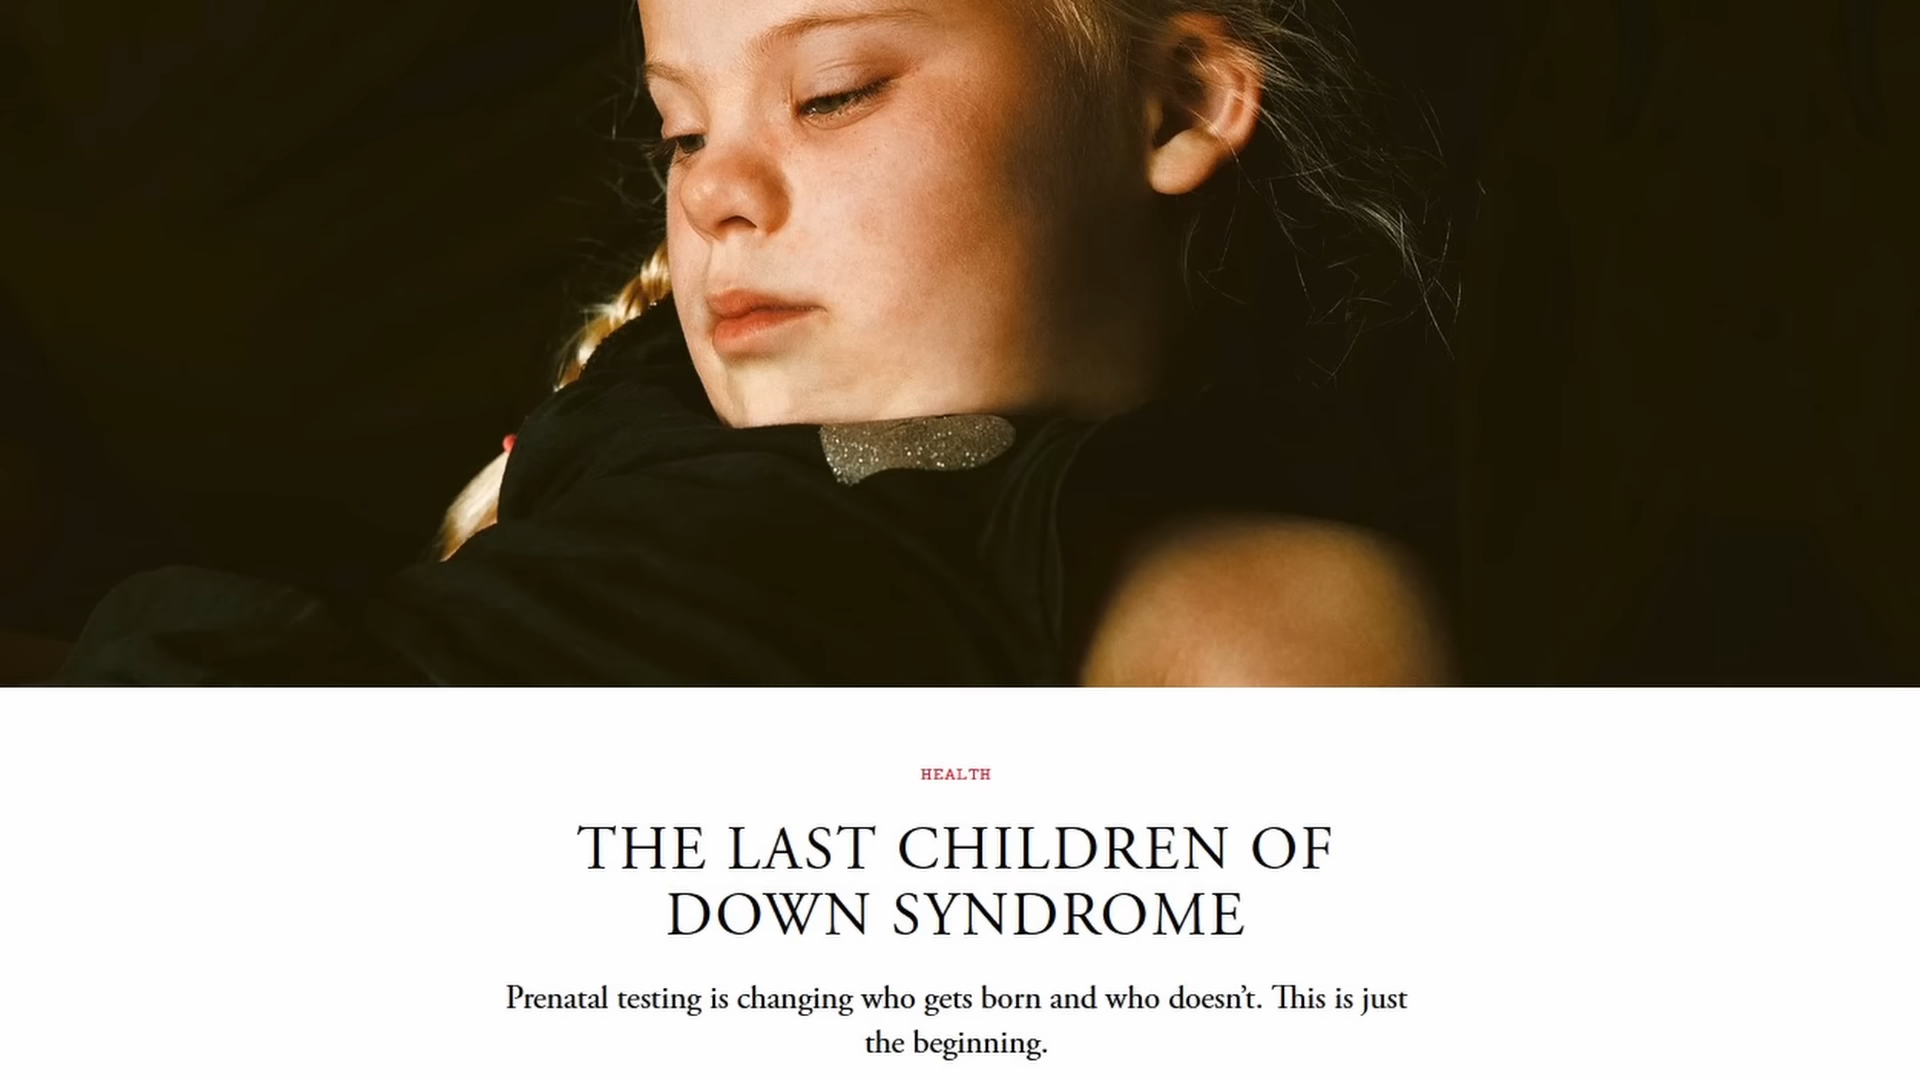 HEALTH
THE LAST CHILDREN OF
DOWN SYNDROME
Prenatal testing is changing who gets born and who doesn’t. This is just
the beginning.